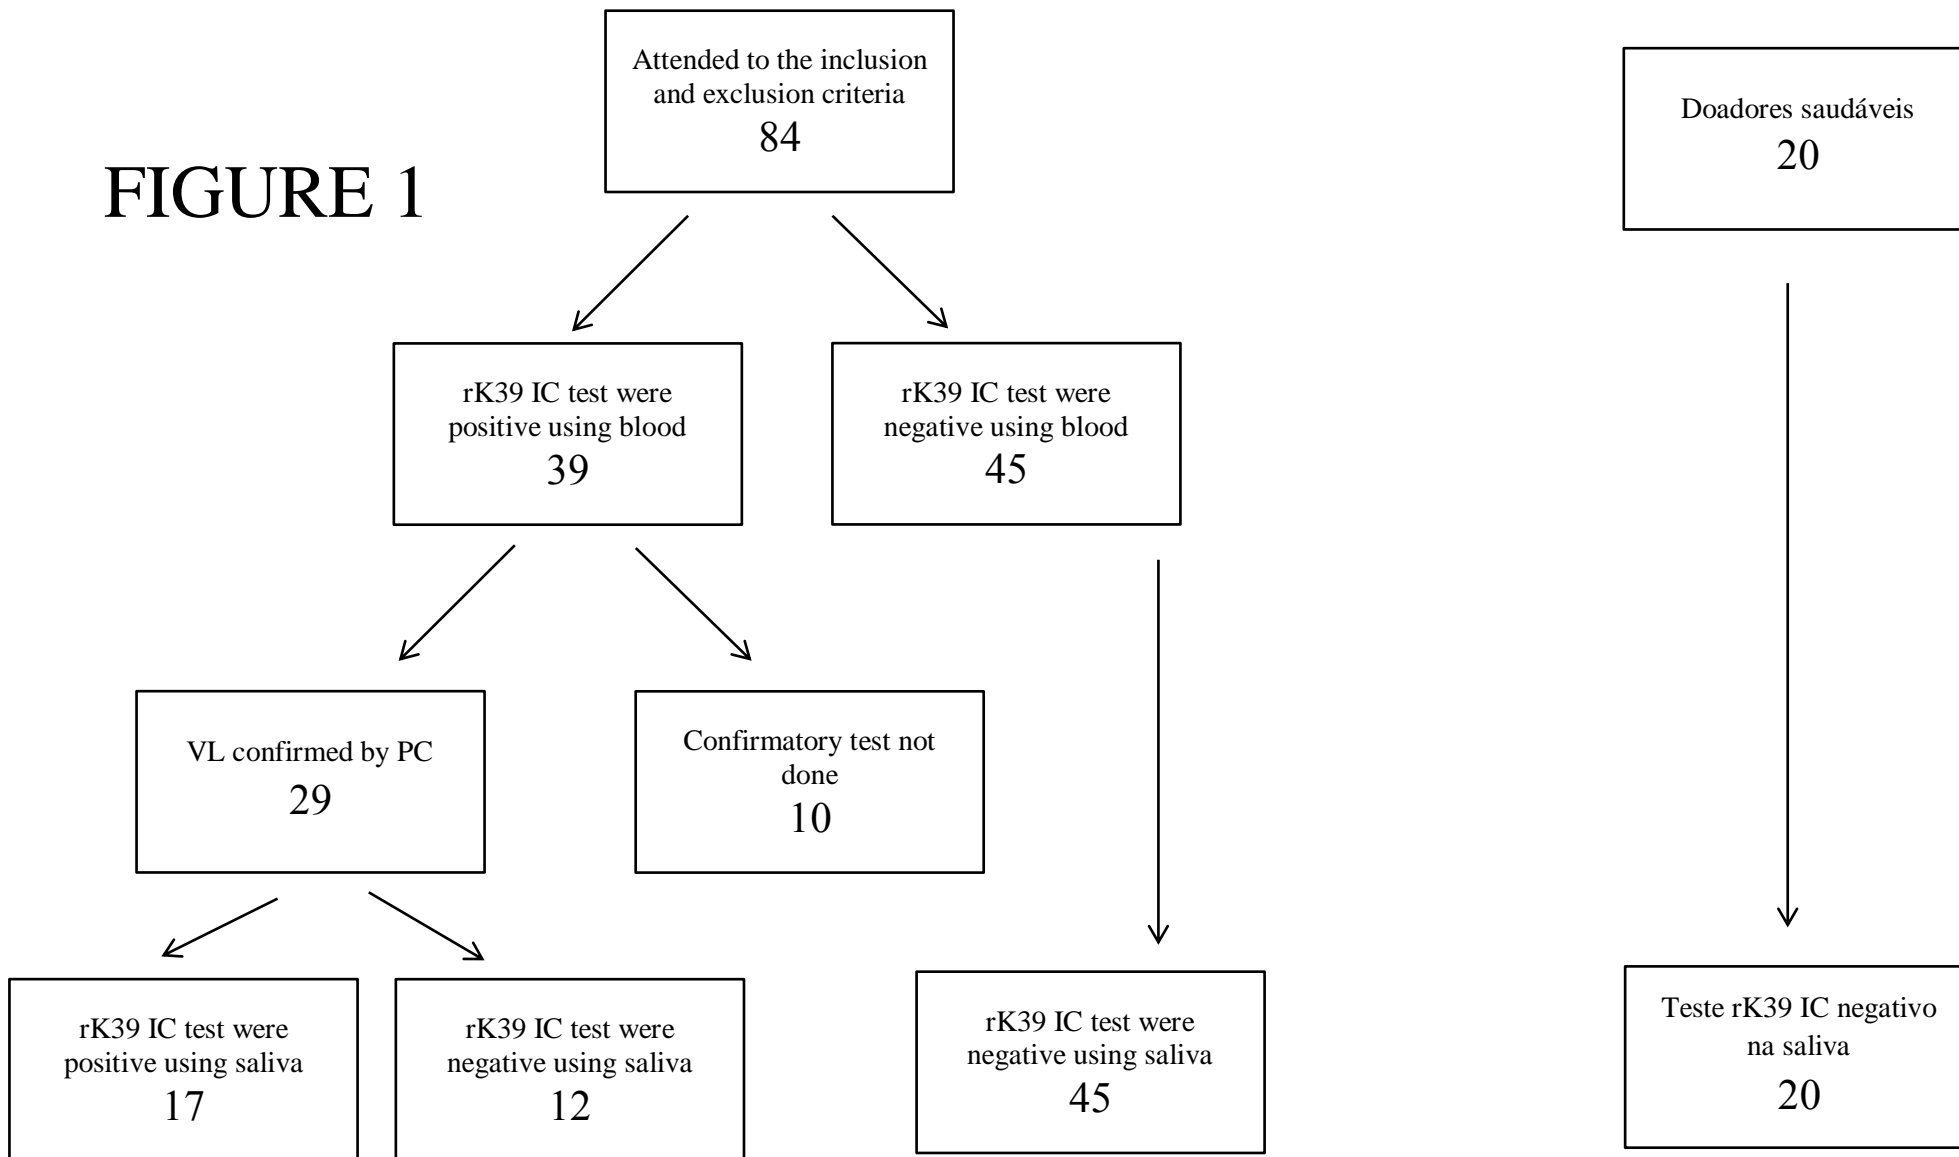 Attended to the inclusion
and exclusion criteria
84
Doadores saudáveis
20
FIGURE 1
rK39 IC test were
positive using blood
39
rK39 IC test were
negative using blood
45
VL confirmed by PC
29
Confirmatory test not
done
10
rK39 IC test were
positive using saliva
17
rK39 IC test were
negative using saliva
12
rK39 IC test were
negative using saliva
45
Teste rK39 IC negativo
na saliva
20